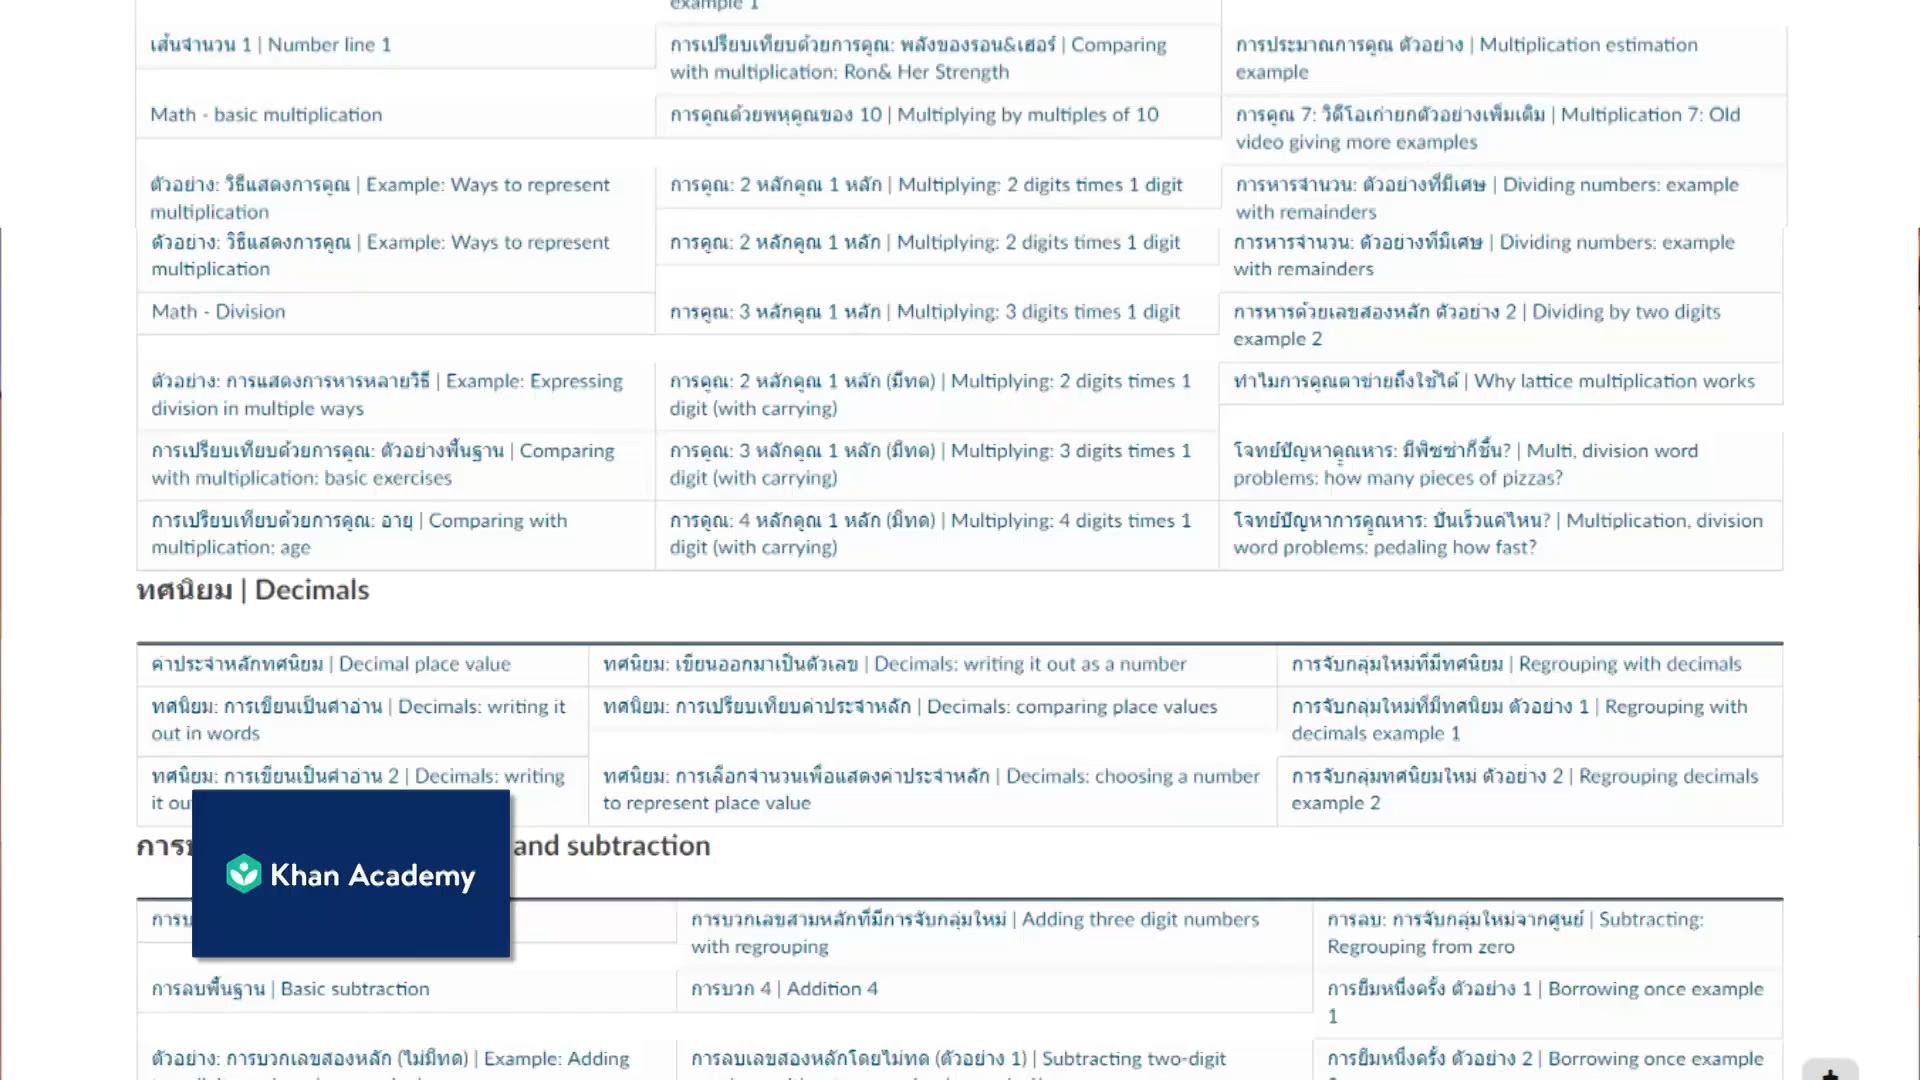 example 1
เส้นจำนวน 1 | Number line 1
การเปรียบเทียบด้วยการคูณ: พลังของรอน&เฮอร์ | Comparing
with multiplication: Ron& Her Strength
การประมาณการคูณ ตัวอย่าง | Multiplication estimation
example
Math - basic multiplication
การคูณด้วยพหุคูณของ 10 | Multiplying by multiples of 10
การคูณ 7: วิดีโอเก่ายกตัวอย่างเพิ่มเติม | Multiplication 7: Old
video giving more examples
ตัวอย่าง: วิธีแสดงการคูณ | Example: Ways to represent
multiplication
การคูณ: 2 หลักคูณ 1 หลัก | Multiplying: 2 digits times 1 digit
การหารจำนวน: ตัวอย่างที่มีเศษ | Dividing numbers: example
with remainders
ตัวอย่าง: วิธีแสดงการคูณ | Example: Ways to represent
multiplication
การคูณ: 2 หลักคูณ 1 หลัก | Multiplying: 2 digits times 1 digit
การหารจำนวน: ตัวอย่างที่มีเศษ | Dividing numbers: example
with remainders
Math - Division
การคูณ: 3 หลักคูณ 1 หลัก | Multiplying: 3 digits times 1 digit
การหารด้วยเลขสองหลัก ตัวอย่าง 2 | Dividing by two digits
example 2
ตัวอย่าง: การแสดงการหารหลายวิธี | Example: Expressing
division in multiple ways
การคูณ: 2 หลักคูณ 1 หลัก (มีทด) | Multiplying: 2 digits times 1
digit (with carrying)
ทำไมการคูณตาข่ายถึงใช้ได้ | Why lattice multiplication works
การเปรียบเทียบด้วยการคูณ: ตัวอย่างพื้นฐาน | Comparing
with multiplication: basic exercises
การคูณ: 3 หลักคูณ 1 หลัก (มีทด) | Multiplying: 3 digits times 1
digit (with carrying)
โจทย์ปัญหาคูณหาร: มีพิซซ่ากี่ชิ้น? | Multi, division word
problems: how many pieces of pizzas?
การเปรียบเทียบด้วยการคูณ: อายุ | Comparing with
multiplication: age
การคูณ: 4 หลักคูณ 1 หลัก (มีทด) | Multiplying: 4 digits times 1
digit (with carrying)
โจทย์ปัญหาการคูณหาร: ปั่นเร็วแค่ไหน? | Multiplication, division
word problems: pedaling how fast?
ทศนิยม | Decimals
ค่าประจำหลักทศนิยม | Decimal place value
ทศนิยม: เขียนออกมาเป็นตัวเลข | Decimals: writing it out as a number
การจับกลุ่มใหม่ที่มีทศนิยม | Regrouping with decimals
ทศนิยม: การเขียนเป็นคำอ่าน | Decimals: writing it
out in words
ทศนิยม: การเปรียบเทียบค่าประจำหลัก | Decimals: comparing place values
การจับกลุ่มใหม่ที่มีทศนิยม ตัวอย่าง 1 | Regrouping with
decimals example 1
ทศนิยม: การเขียนเป็นคำอ่าน 2 | Decimals: writing
it
ทศนิยม: การเลือกจำนวนเพื่อแสดงค่าประจำหลัก | Decimals: choosing a number
to represent place value
การจับกลุ่มทศนิยมใหม่ ตัวอย่าง 2 | Regrouping decimals
example 2
and subtraction
Khan Academy
การบวกเลขสามหลักที่มีการจับกลุ่มใหม่ | Adding three digit numbers
with regrouping
การลบ: การจับกลุ่มใหม่จากศูนย์ | Subtracting:
Regrouping from zero
การลบพื้นฐาน | Basic subtraction
การบวก 4 | Addition 4
การยืมหนึ่งครั้ง ตัวอย่าง 1 | Borrowing once example
1
ตัวอย่าง: การบวกเลขสองหลัก (ไม่มีทด) | Example: Adding
การลบเลขสองหลักโดยไม่ทด (ตัวอย่าง 1) | Subtracting two-digit
การยืมหนึ่งครั้ง ตัวอย่าง 2 | Borrowing once example